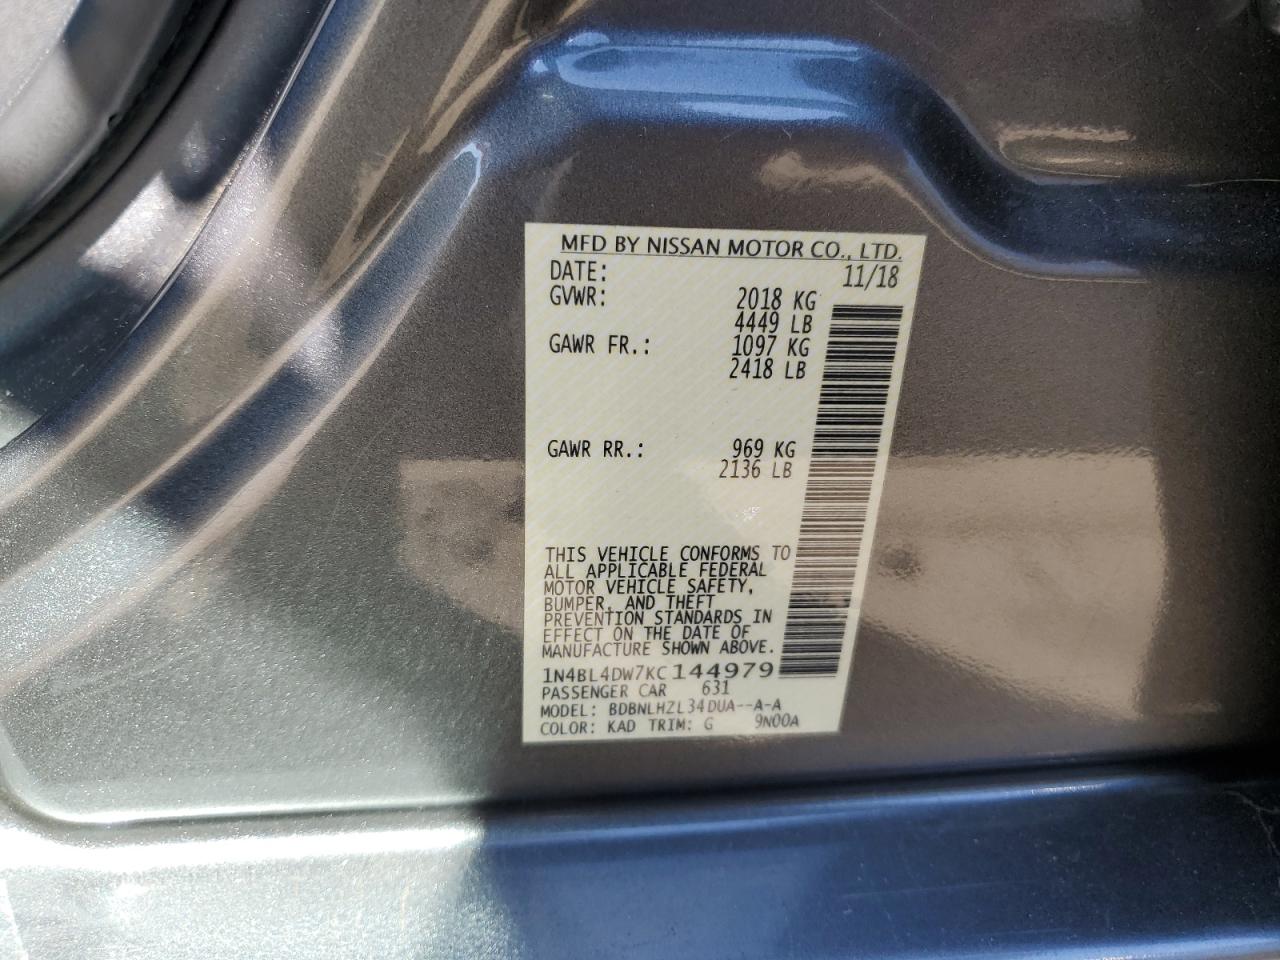 MFD BY NISSAN MOTOR CO., LTD.
DATE: 11/18
GVWR: 2018 KG
4449 LB
GAWR FR.: 1097 KG
2418 LB
GAWR RR.: 969 KG
2136 LB
THIS VEHICLE CONFORMS TO
ALL APPLICABLE FEDERAL
MOTOR VEHICLE SAFETY,
BUMPER, AND THEFT
PREVENTION STANDARDS IN
EFFECT ON THE DATE OF
MANUFACTURE SHOWN ABOVE.
1N4BL4DW7KC144979
PASSENGER CAR 631
MODEL: BDBNLHZL34DUA--A-A
COLOR: KAD TRIM: G 9N00A